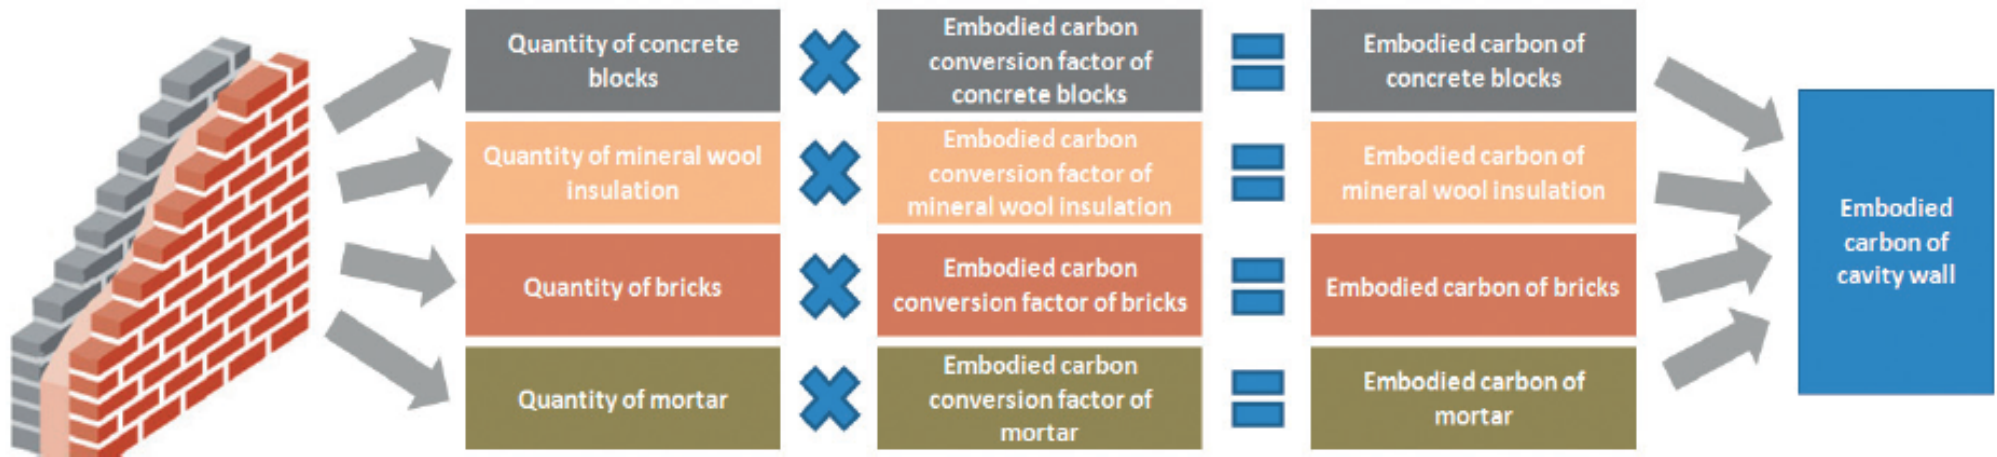 Quantity of concrete
blocks
Embodied carbon
conversion factor of
concrete blocks
Embodied carbon of
concrete blocks
Quantity of mineral wool
insulation
Embodied carbon
conversion factor of
mineral wool insulation
Embodied carbon of
mineral wool insulation
Quantity of bricks
Embodied carbon
conversion factor of bricks
Embodied carbon of bricks
Quantity of mortar
Embodied carbon
conversion factor of
mortar
Embodied carbon of
mortar
Embodied
carbon of
cavity wall